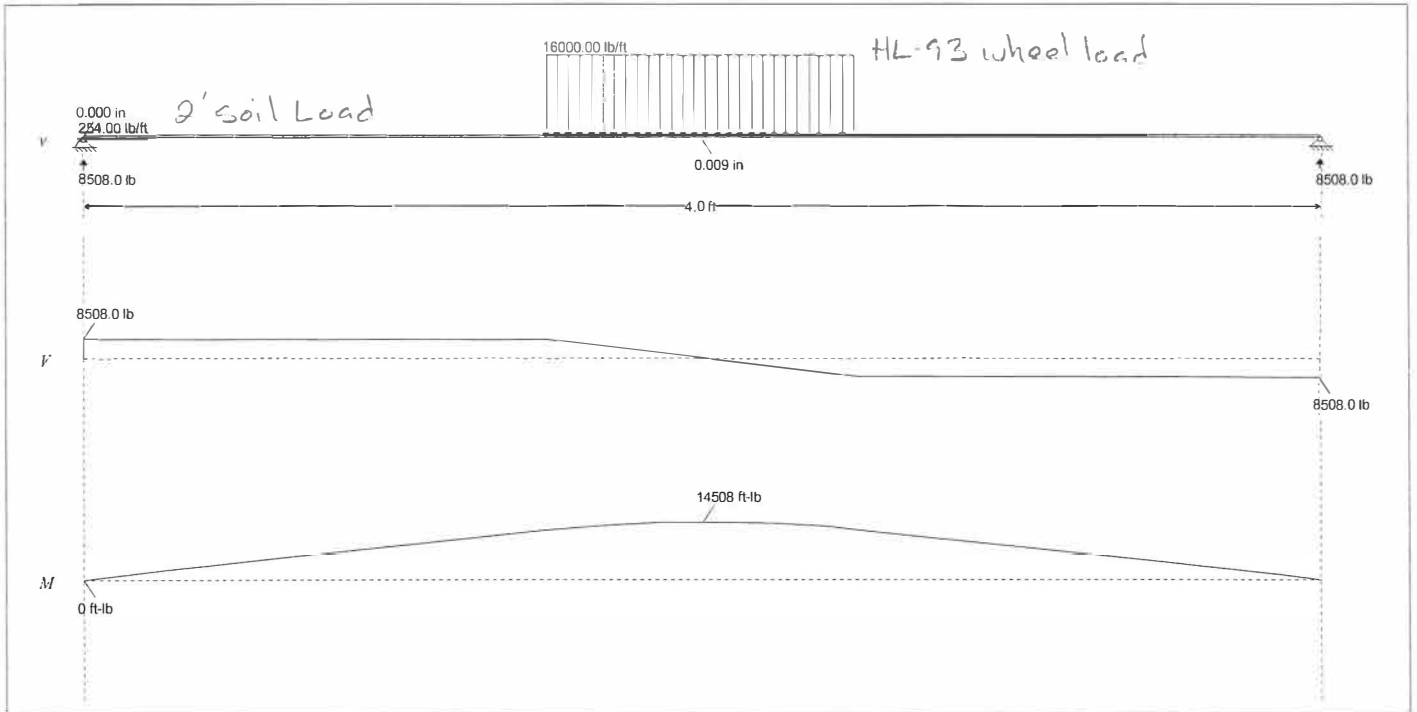 16000.00 lb/ft
HL-93 wheel load
0.000 in
2' soil Load
254.00 lb/ft
v
0.009 in
8508.0 lb
8508.0 lb
4.0 ft
8508.0 lb
V
8508.0 lb
14508 ft-lb
M
0 ft-lb